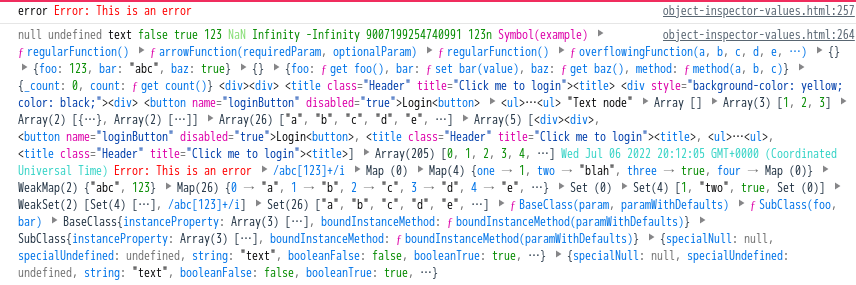 error Error: This is an error object-inspector-values.html:257
null undefined text false true 123 NaN Infinity -Infinity 9007199254740991 123n Symbol(example) ▶ object-inspector-values.html:264
ƒ regularFunction() ▶ ƒ arrowFunction(requiredParam, optionalParam) ▶ ƒ regularFunction() ▶ ƒ overflowingFunction(a, b, c, d, e, …) ▶ {}
▶ {foo: 123, bar: "abc", baz: true} ▶ {} ▶ {foo: ƒ get foo(), bar: ƒ set bar(value), baz: ƒ get baz(), method: ƒ method(a, b, c)} ▶
{_count: 0, count: ƒ get count()} <div><div> <title class="Header" title="Click me to login"><title> <div style="background-color: yellow;
color: black;"><div> <button name="loginButton" disabled="true">Login<button> ▶ <ul>…<ul> "Text node" ▶ Array [] ▶ Array(3) [1, 2, 3] ▶
Array(2) [{…}, Array(2) […]] ▶ Array(26) ["a", "b", "c", "d", "e", …] ▶ Array(5) [<div><div>,
<button name="loginButton" disabled="true">Login<button>, <title class="Header" title="Click me to login"><title>, <ul>…<ul>,
<title class="Header" title="Click me to login"><title>] ▶ Array(205) [0, 1, 2, 3, 4, …] Wed Jul 06 2022 20:12:05 GMT+0000 (Coordinated
Universal Time) Error: This is an error ▶ /abc[123]+/i ▶ Map (0) ▶ Map(4) {one → 1, two → "blah", three → true, four → Map (0)} ▶
WeakMap(2) {"abc", 123} ▶ Map(26) {0 → "a", 1 → "b", 2 → "c", 3 → "d", 4 → "e", …} ▶ Set (0) ▶ Set(4) [1, "two", true, Set (0)] ▶
WeakSet(2) [Set(4) […], /abc[123]+/i] ▶ Set(26) ["a", "b", "c", "d", "e", …] ▶ ƒ BaseClass(param, paramWithDefaults) ▶ ƒ SubClass(foo,
bar) ▶ BaseClass{instanceProperty: Array(3) […], boundInstanceMethod: ƒ boundInstanceMethod(paramWithDefaults)} ▶
SubClass{instanceProperty: Array(3) […], boundInstanceMethod: ƒ boundInstanceMethod(paramWithDefaults)} ▶ {specialNull: null,
specialUndefined: undefined, string: "text", booleanFalse: false, booleanTrue: true, …} ▶ {specialNull: null, specialUndefined:
undefined, string: "text", booleanFalse: false, booleanTrue: true, …}